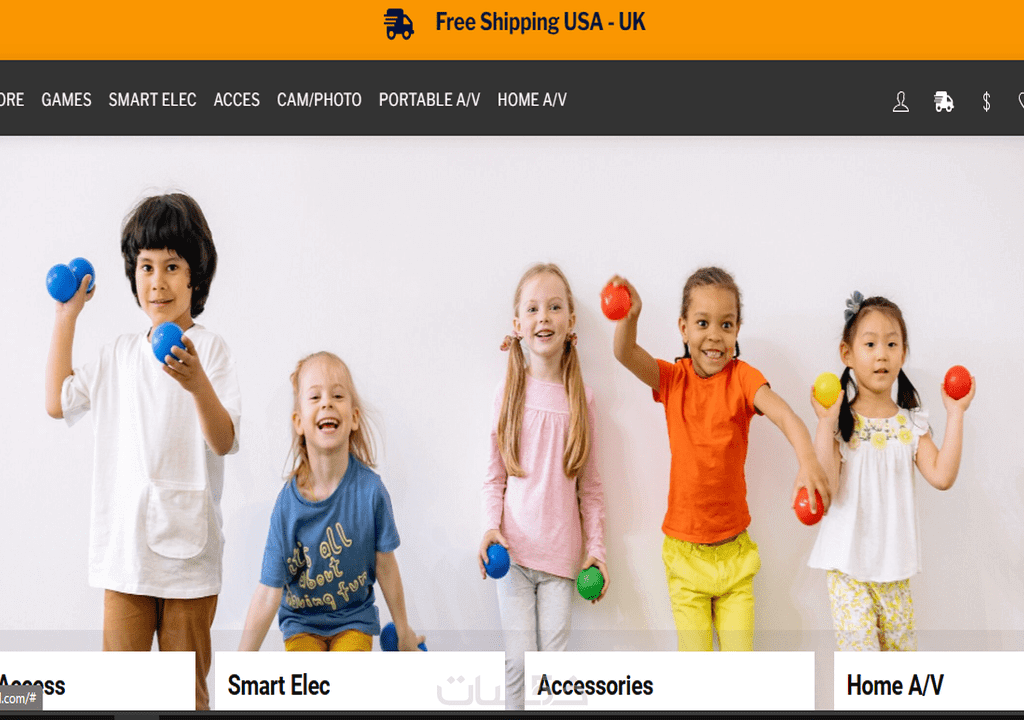 Free Shipping USA - UK
ORE GAMES SMART ELEC ACCES CAM/PHOTO PORTABLE A/V HOME A/V
it's all
about
having fun
Access Smart Elec Accessories Home A/V
l.com/#
خمسات